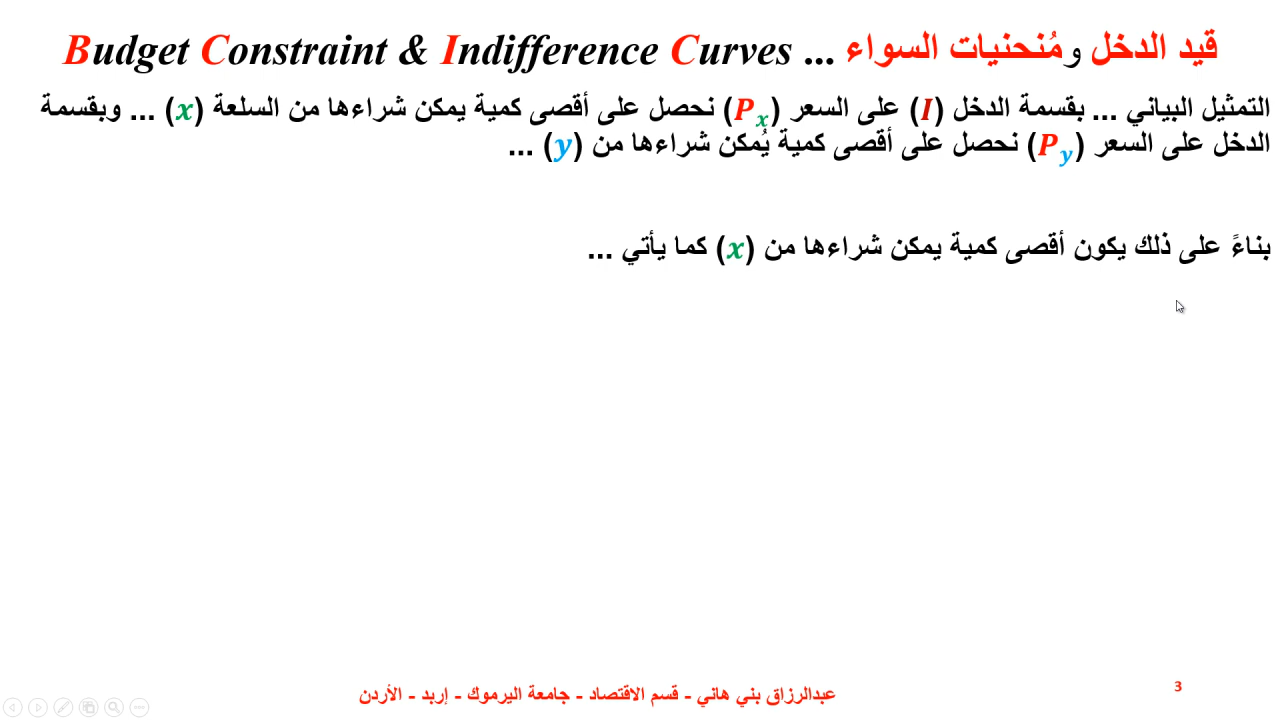 قيد الدخل ومُنحنيات السواء ... Budget Constraint & Indifference Curves
التمثيل البياني ... بقسمة الدخل (I) على السعر (Pₓ) نحصل على أقصى كمية يمكن شراءها من السلعة (x) ... وبقسمة
الدخل على السعر (P_y) نحصل على أقصى كمية يُمكن شراءها من (y) ...
بناءً على ذلك يكون أقصى كمية يمكن شراءها من (x) كما يأتي ...
عبدالرزاق بني هاني - قسم الاقتصاد - جامعة اليرموك - إربد - الأردن
3